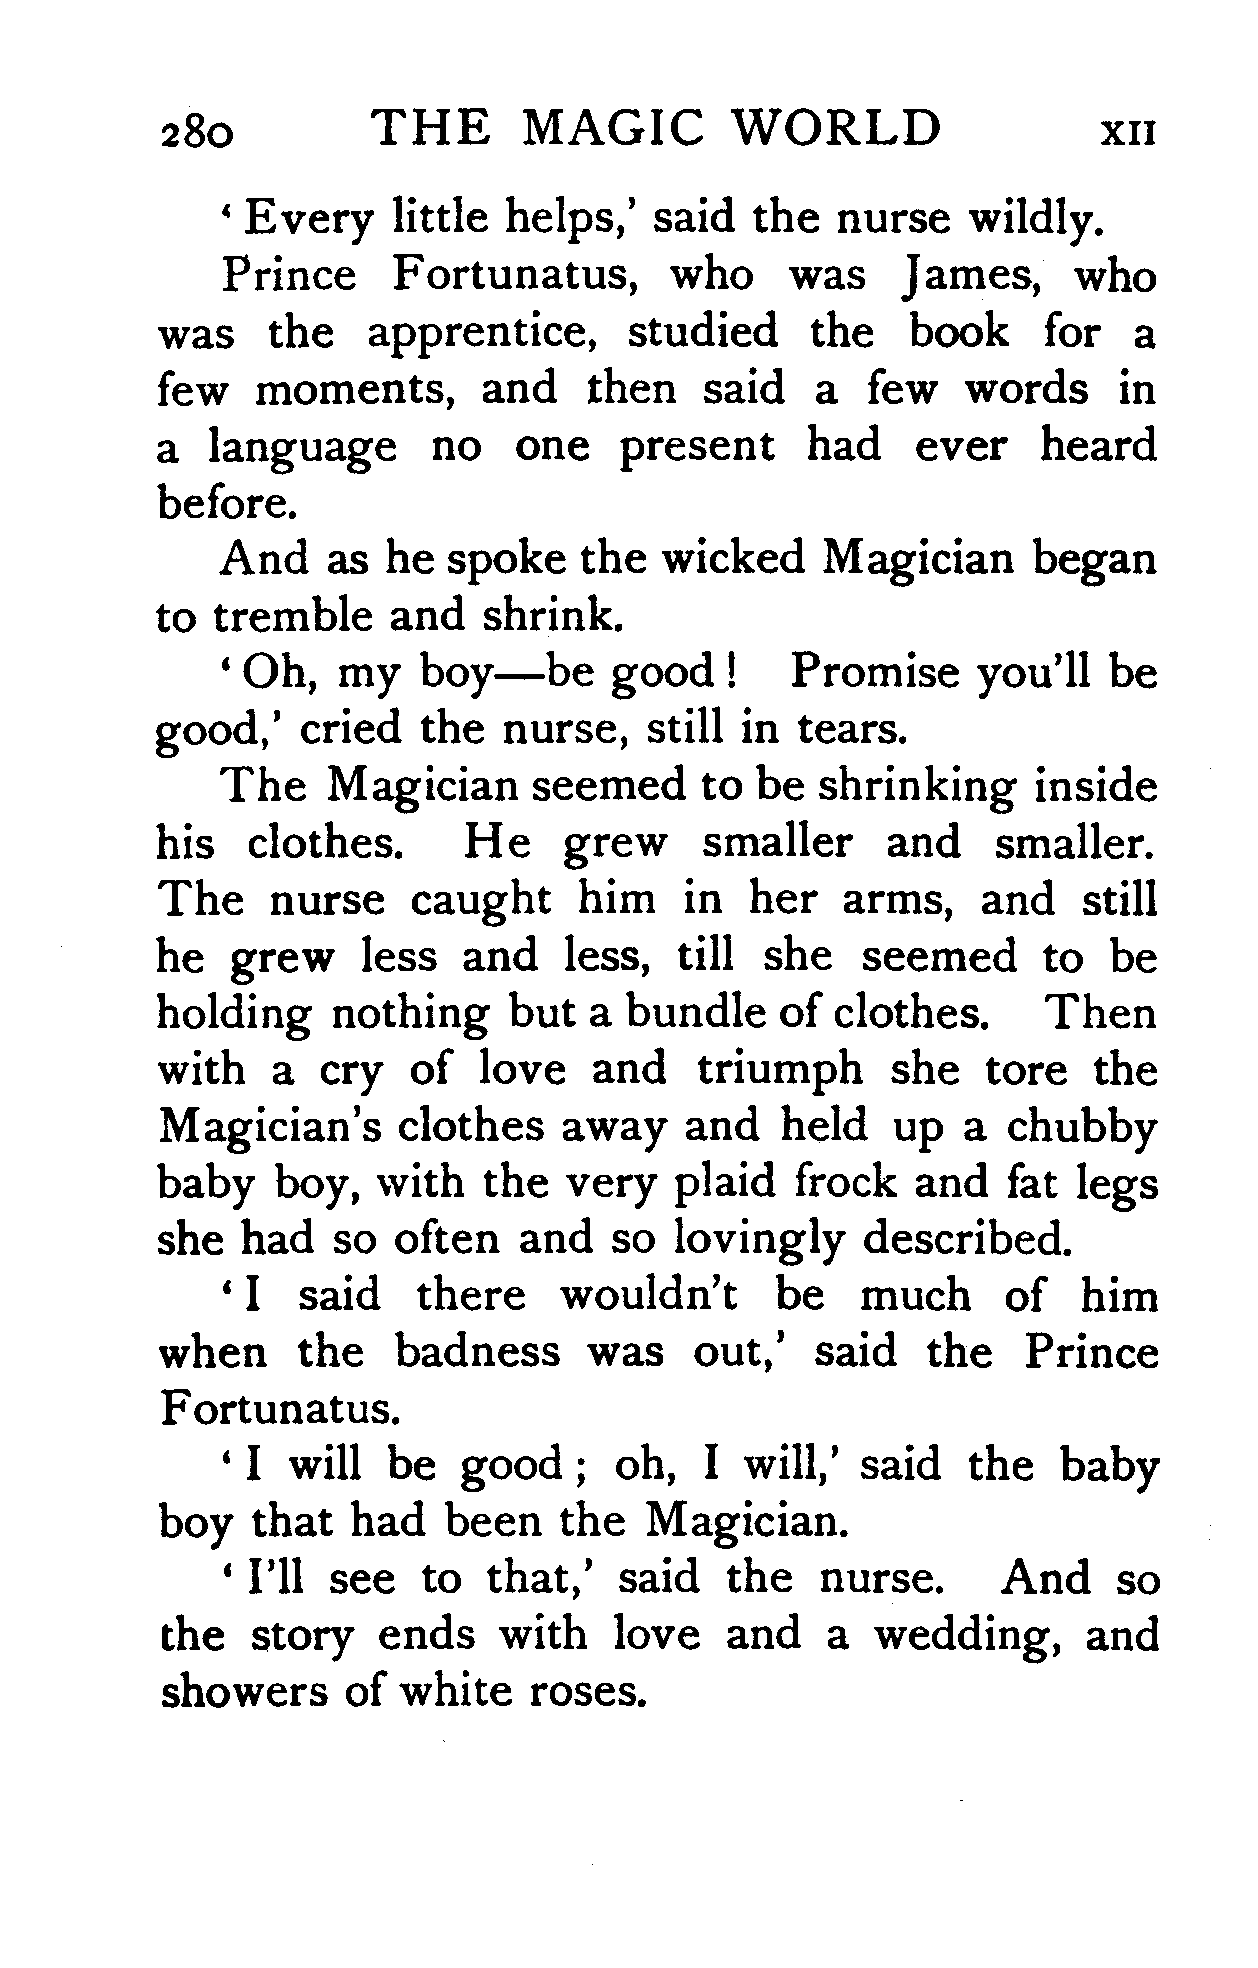 280 THE MAGIC WORLD XII
‘Every little helps,’ said the nurse wildly.
Prince Fortunatus, who was James, who
was the apprentice, studied the book for a
few moments, and then said a few words in
a language no one present had ever heard
before.
And as he spoke the wicked Magician began
to tremble and shrink.
‘Oh, my boy—be good! Promise you'll be
good,’ cried the nurse, still in tears.
The Magician seemed to be shrinking inside
his clothes. He grew smaller and smaller.
The nurse caught him in her arms, and still
he grew less and less, till she seemed to be
holding nothing but a bundle of clothes. Then
with a cry of love and triumph she tore the
Magician's clothes away and held up a chubby
baby boy, with the very plaid frock and fat legs
she had so often and so lovingly described.
‘I said there wouldn't be much of him
when the badness was out,’ said the Prince
Fortunatus.
‘I will be good; oh, I will,’ said the baby
boy that had been the Magician.
‘I'll see to that,’ said the nurse. And so
the story ends with love and a wedding, and
showers of white roses.